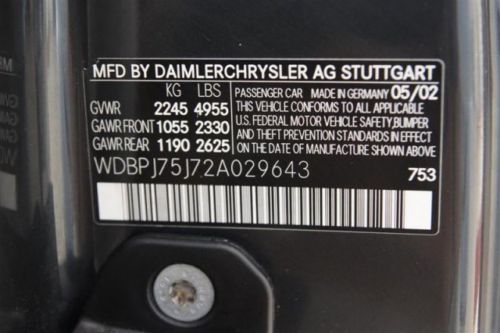 MFD BY DAIMLERCHRYSLER AG STUTTGART
KG LBS PASSENGER CAR MADE IN GERMANY 05/02
GVWR 2245 4955 THIS VEHICLE CONFORMS TO ALL APPLICABLE
GAWR FRONT 1055 2330 U.S. FEDERAL MOTOR VEHICLE SAFETY, BUMPER
GAWR REAR 1190 2625 AND THEFT PREVENTION STANDARDS IN EFFECT
ON THE DATE OF MANUFACTURE SHOWN ABOVE.
WDBPJ75J72A029643 753